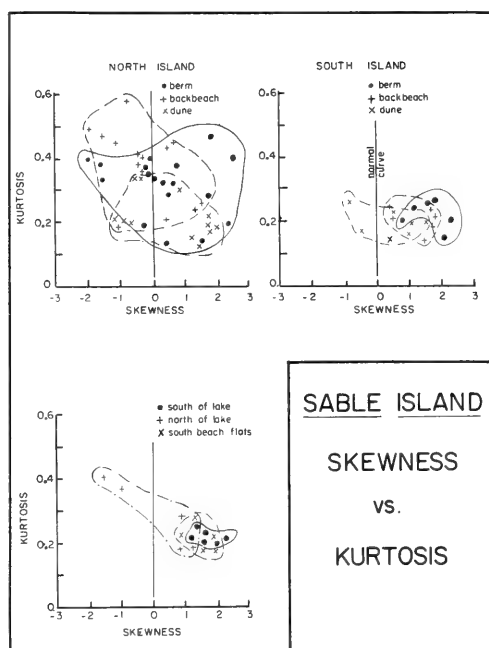 NORTH ISLAND
• berm
+ backbeach
x dune
0.6
0.4
0.2
0
KURTOSIS
-3 -2 -1 0 1 2 3
SKEWNESS
SOUTH ISLAND
• berm
+ backbeach
x dune
normal curve
0.6
0.4
0.2
0
-3 -2 -1 0 1 2 3
SKEWNESS
• south of lake
+ north of lake
x south beach flats
0.6
0.4
0.2
0
KURTOSIS
-3 -2 -1 0 1 2 3
SKEWNESS
SABLE ISLAND
SKEWNESS
VS.
KURTOSIS